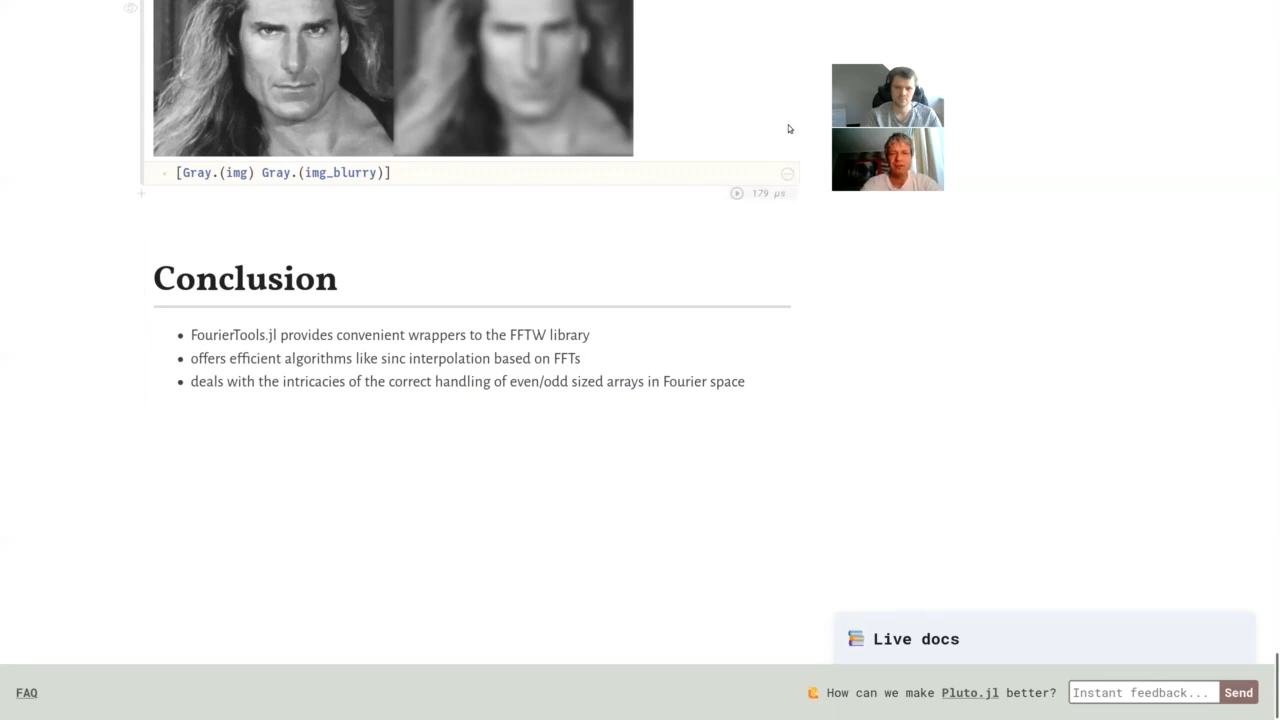 [Gray.(img) Gray.(img_blurry)]
179 μs
Conclusion
• FourierTools.jl provides convenient wrappers to the FFTW library
• offers efficient algorithms like sinc interpolation based on FFTs
• deals with the intricacies of the correct handling of even/odd sized arrays in Fourier space
Live docs
FAQ
How can we make Pluto.jl better? Instant feedback... Send